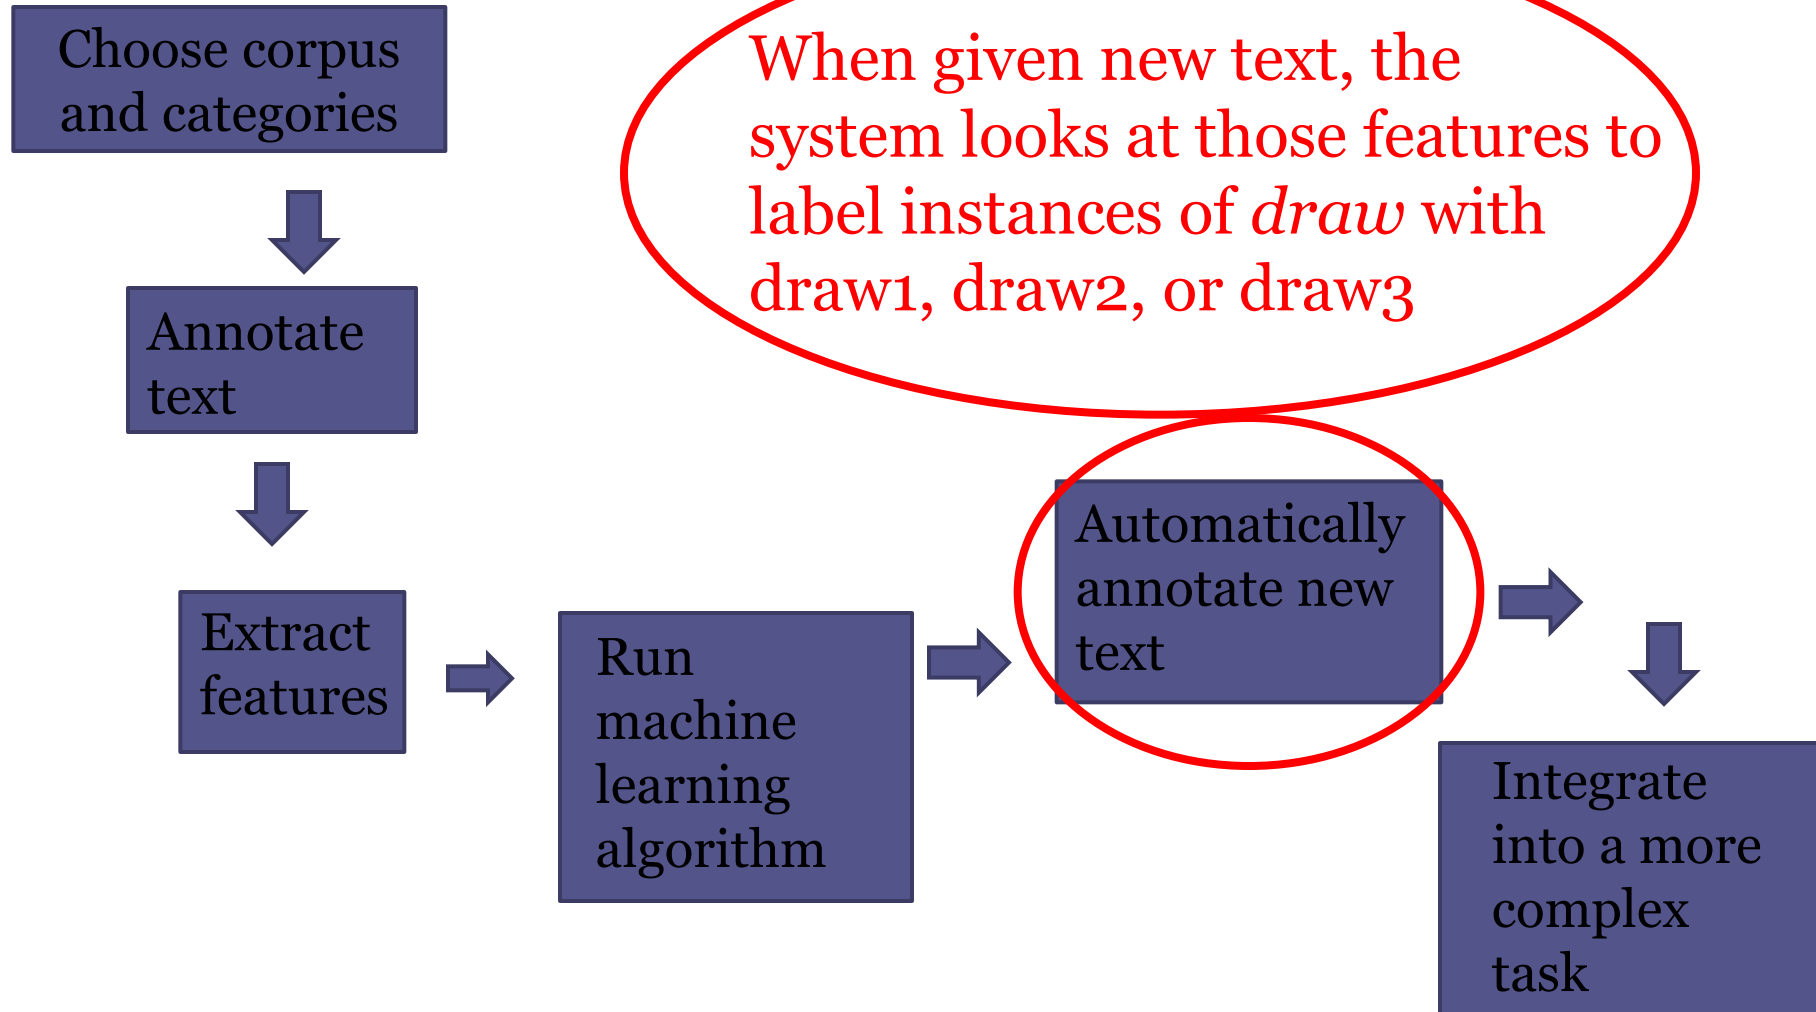 Choose corpus
and categories
When given new text, the
system looks at those features to
label instances of draw with
draw1, draw2, or draw3
Annotate
text
Extract
features
Run
machine
learning
algorithm
Automatically
annotate new
text
Integrate
into a more
complex
task